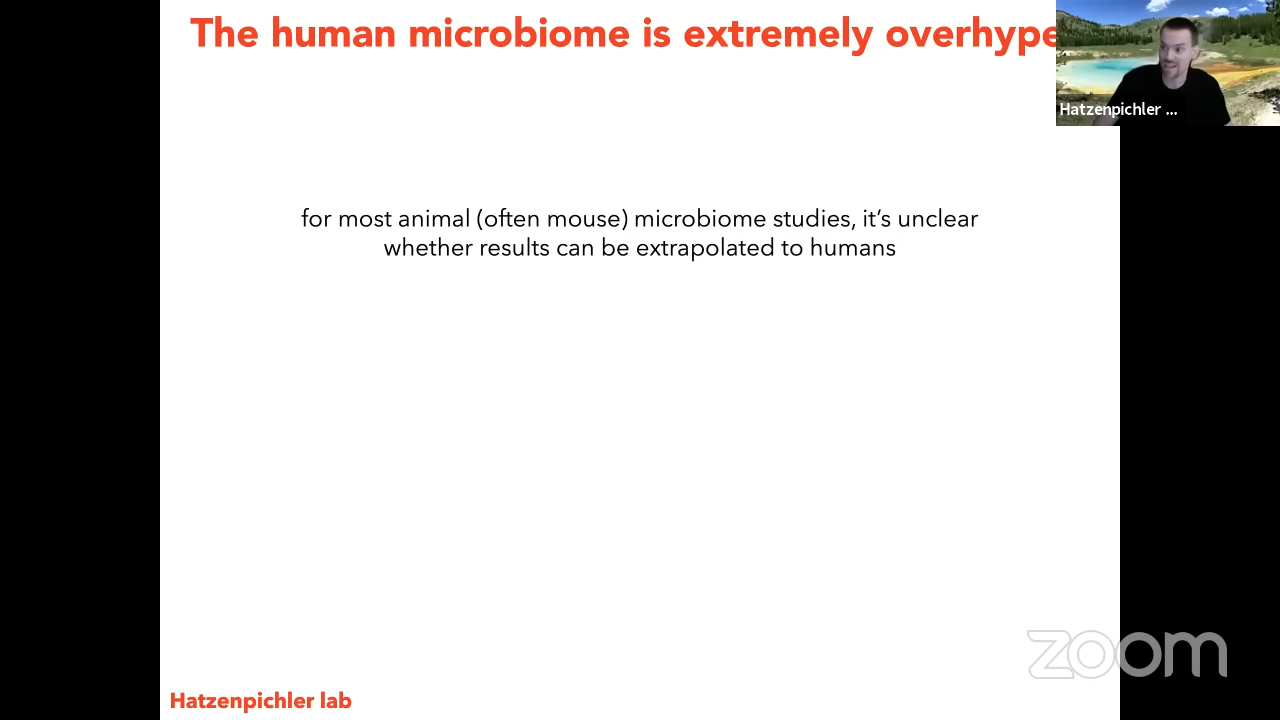 The human microbiome is extremely overhype
Hatzenpichler ...
for most animal (often mouse) microbiome studies, it’s unclear
whether results can be extrapolated to humans
zoom
Hatzenpichler lab